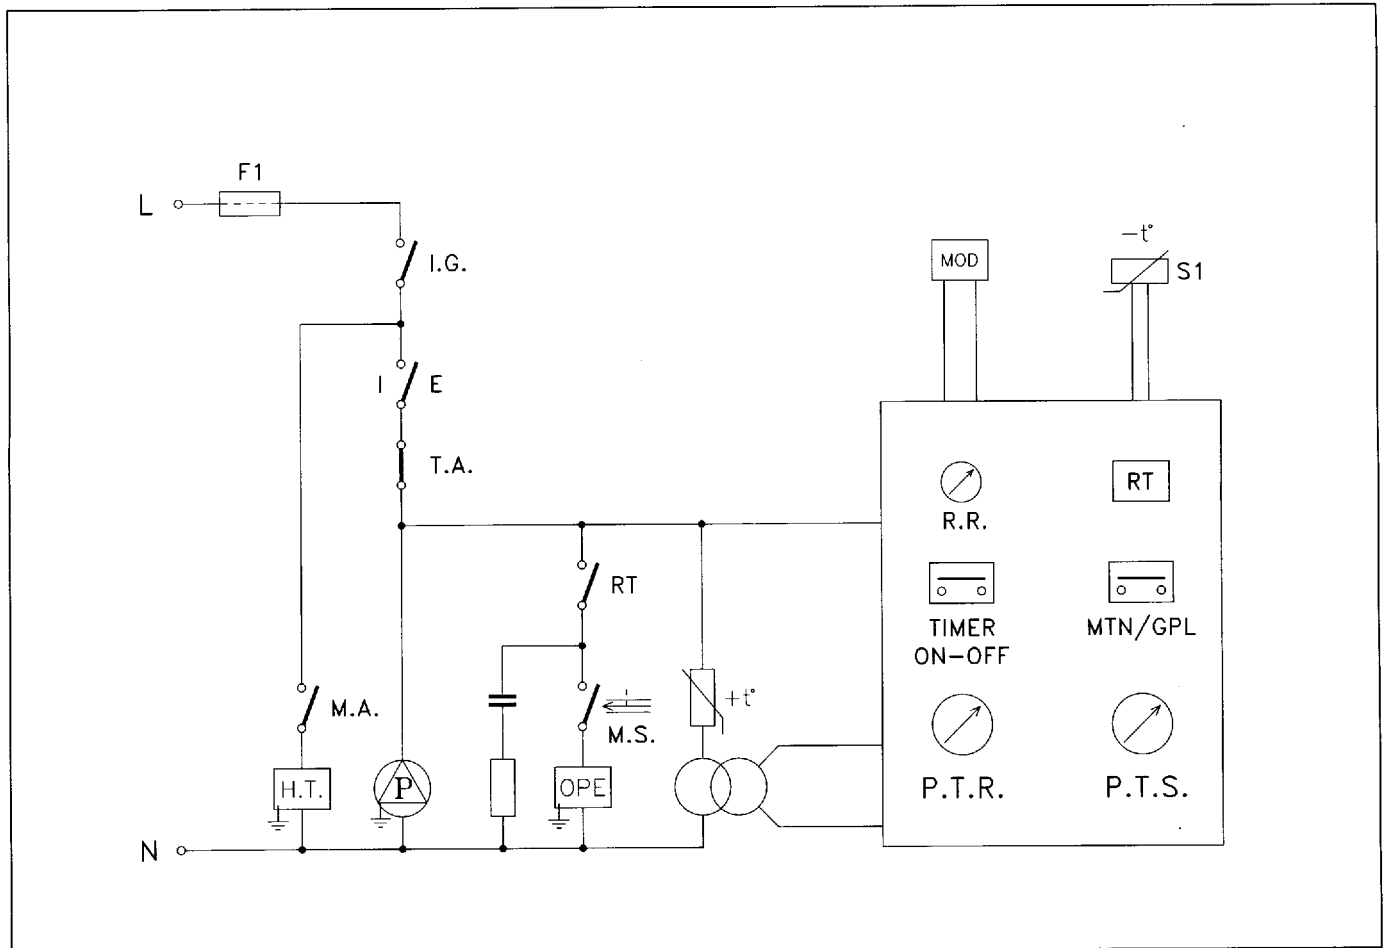 F1
L
I.G.
I E
T.A.
MOD
-t°
S1
R.R.
RT
RT
TIMER
ON-OFF
MTN/GPL
M.A.
M.S.
+t°
H.T.
P
OPE
P.T.R.
P.T.S.
N